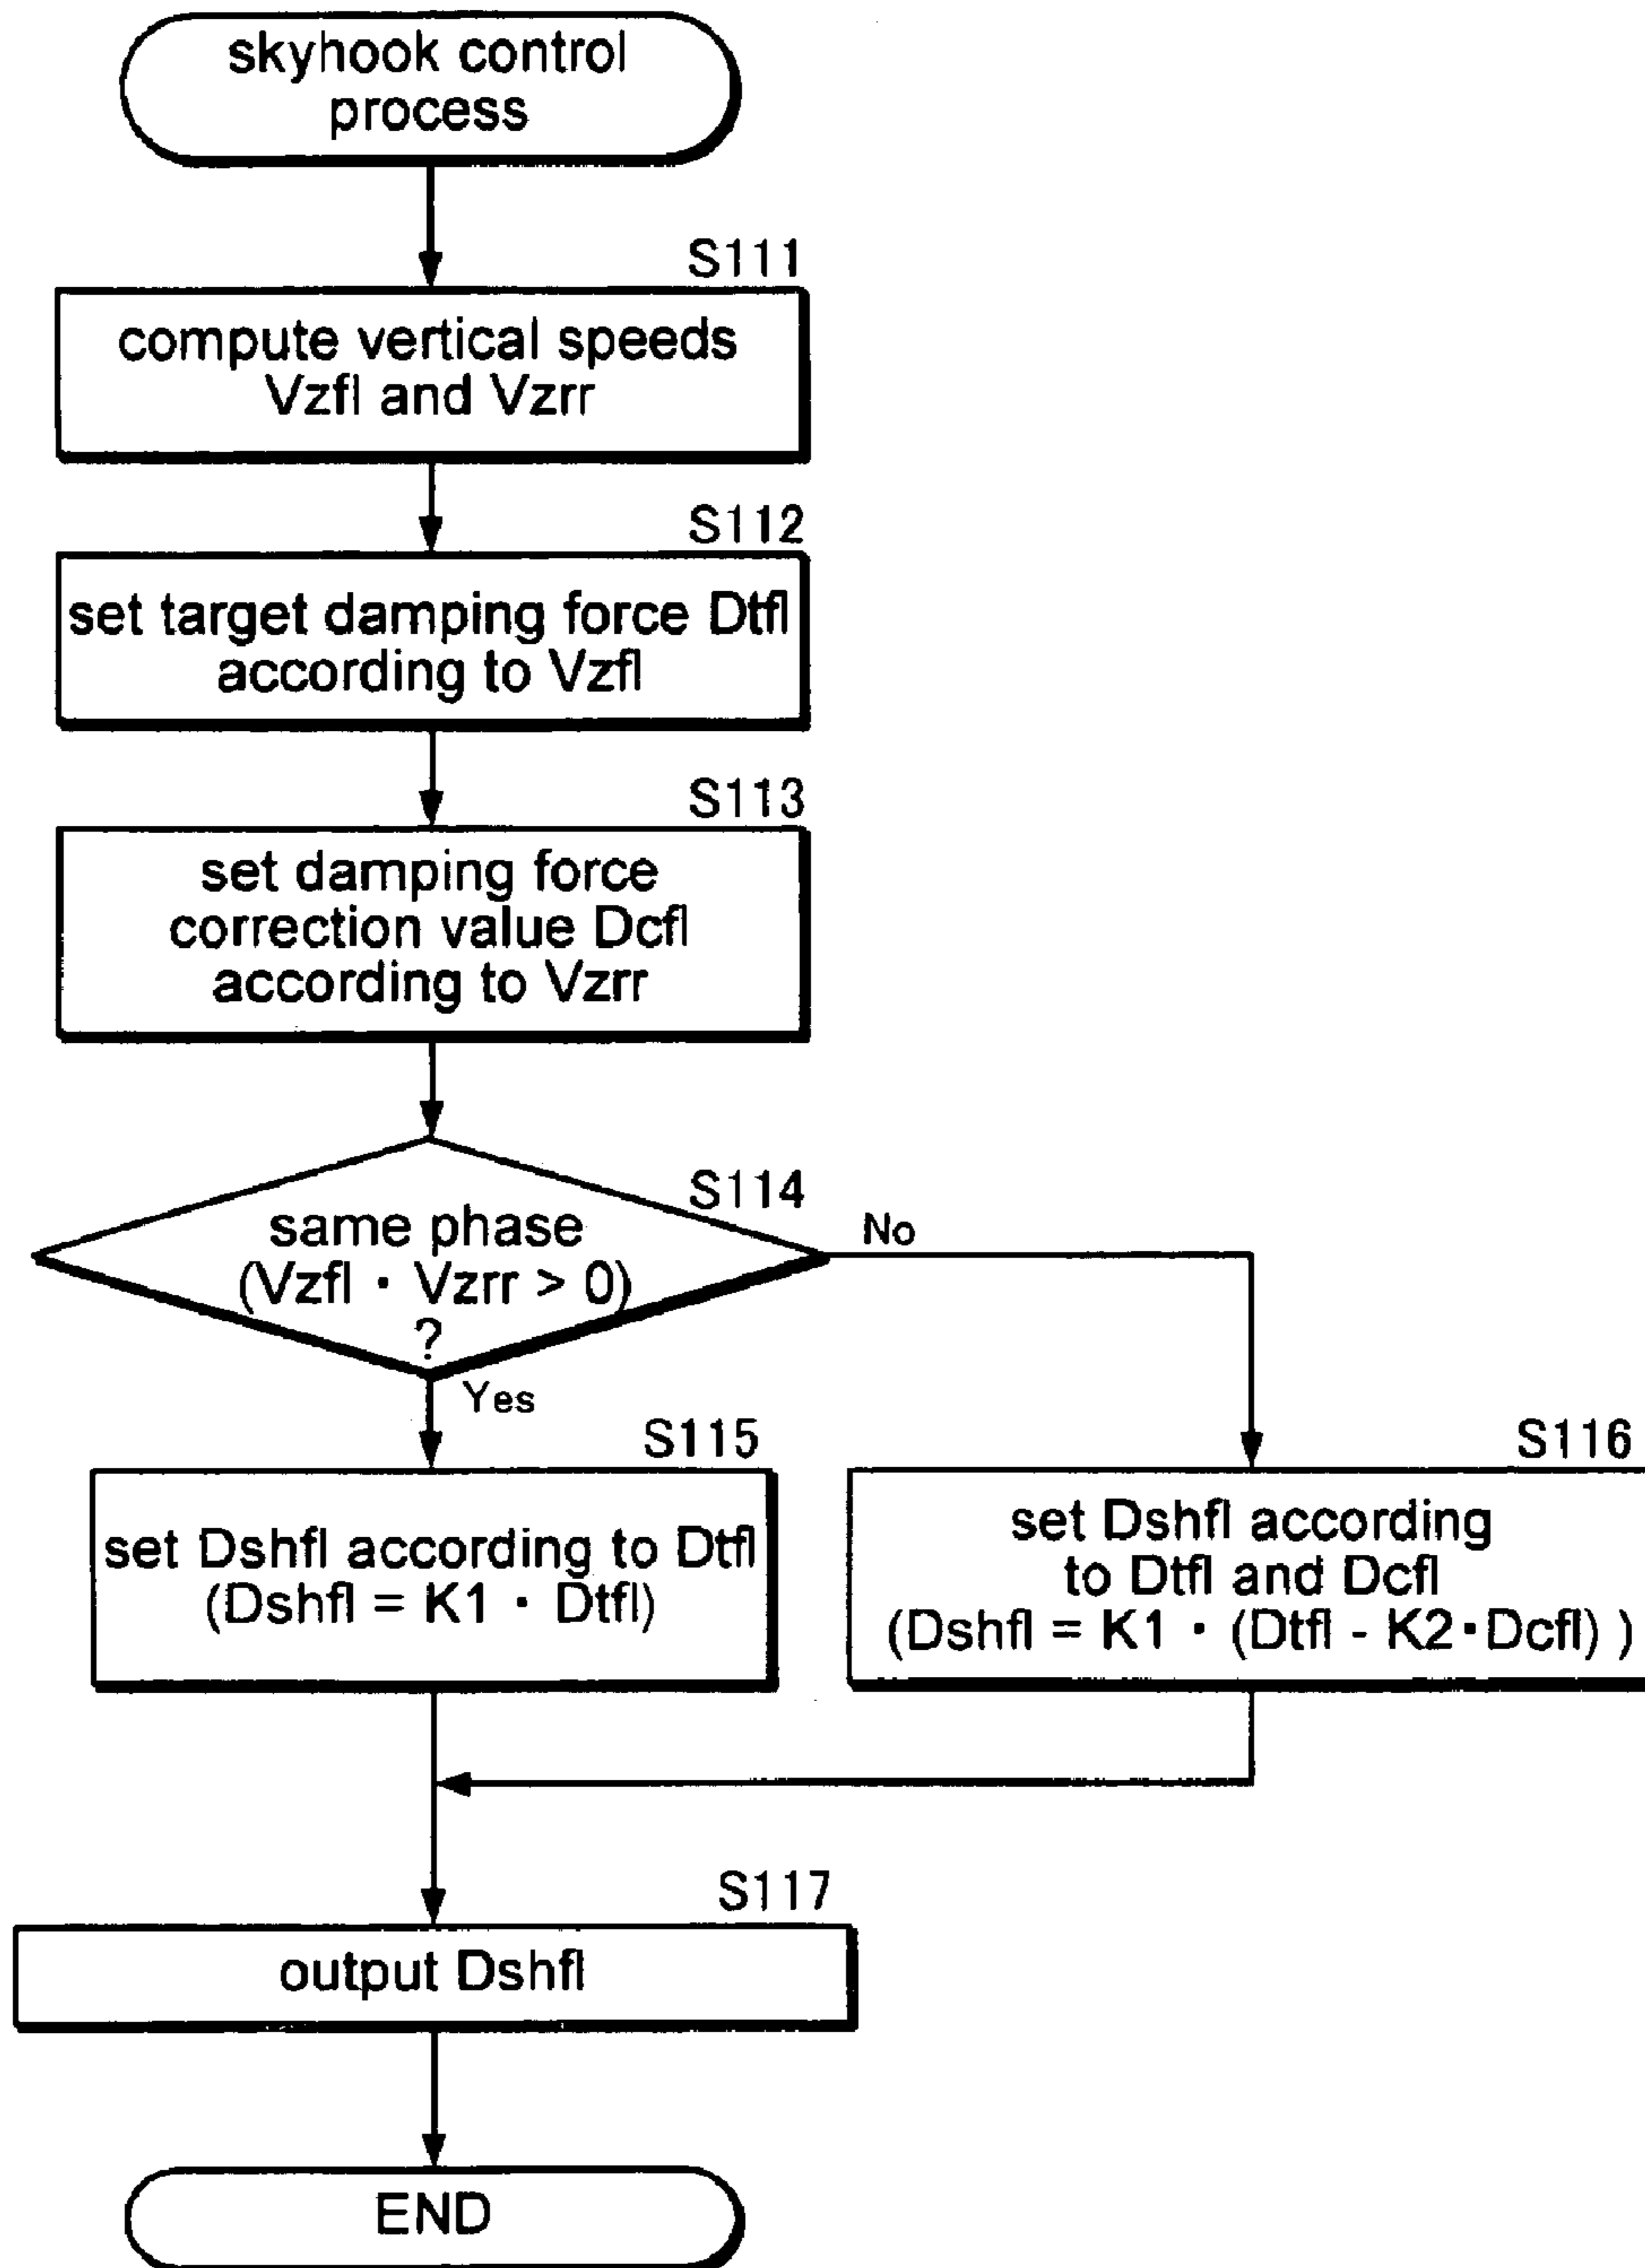 skyhook control
process
S111
compute vertical speeds
Vzfl and Vzrr
S112
set target damping force Dtfl
according to Vzfl
S113
set damping force
correction value Dcfl
according to Vzrr
S114
same phase
(Vzfl · Vzrr > 0)
?
No
Yes
S115
set Dshfl according to Dtfl
(Dshfl = K1 · Dtfl)
S116
set Dshfl according
to Dtfl and Dcfl
(Dshfl = K1 · (Dtfl - K2·Dcfl) )
S117
output Dshfl
END